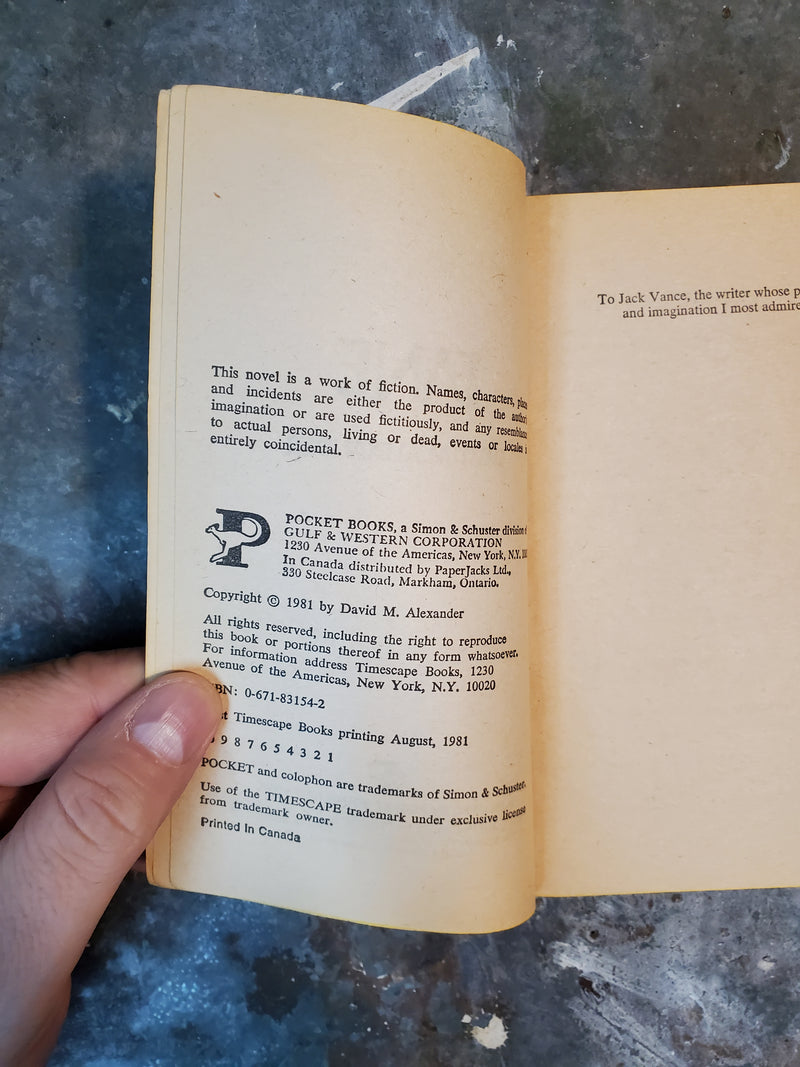 This novel is a work of fiction. Names, characters,
and incidents are either the product of the
imagination or are used fictitiously, and any
to actual persons, living or dead, events or locales
entirely coincidental.
P
POCKET BOOKS, a Simon & Schuster division
GULF & WESTERN CORPORATION
1230 Avenue of the Americas, New York, N.Y.
In Canada distributed by PaperJacks Ltd.,
330 Steelcase Road, Markham, Ontario.
Copyright © 1981 by David M. Alexander
All rights reserved, including the right to reproduce
this book or portions thereof in any form whatsoever.
For information address Timescape Books, 1230
Avenue of the Americas, New York, N.Y. 10020
0-671-83154-2
Timescape Books printing August, 1981
9 8 7 6 5 4 3 2 1
POCKET and colophon are trademarks of Simon & Schuster.
Use of the TIMESCAPE trademark under exclusive license
from trademark owner.
Printed In Canada
To Jack Vance, the writer whose
and imagination I most